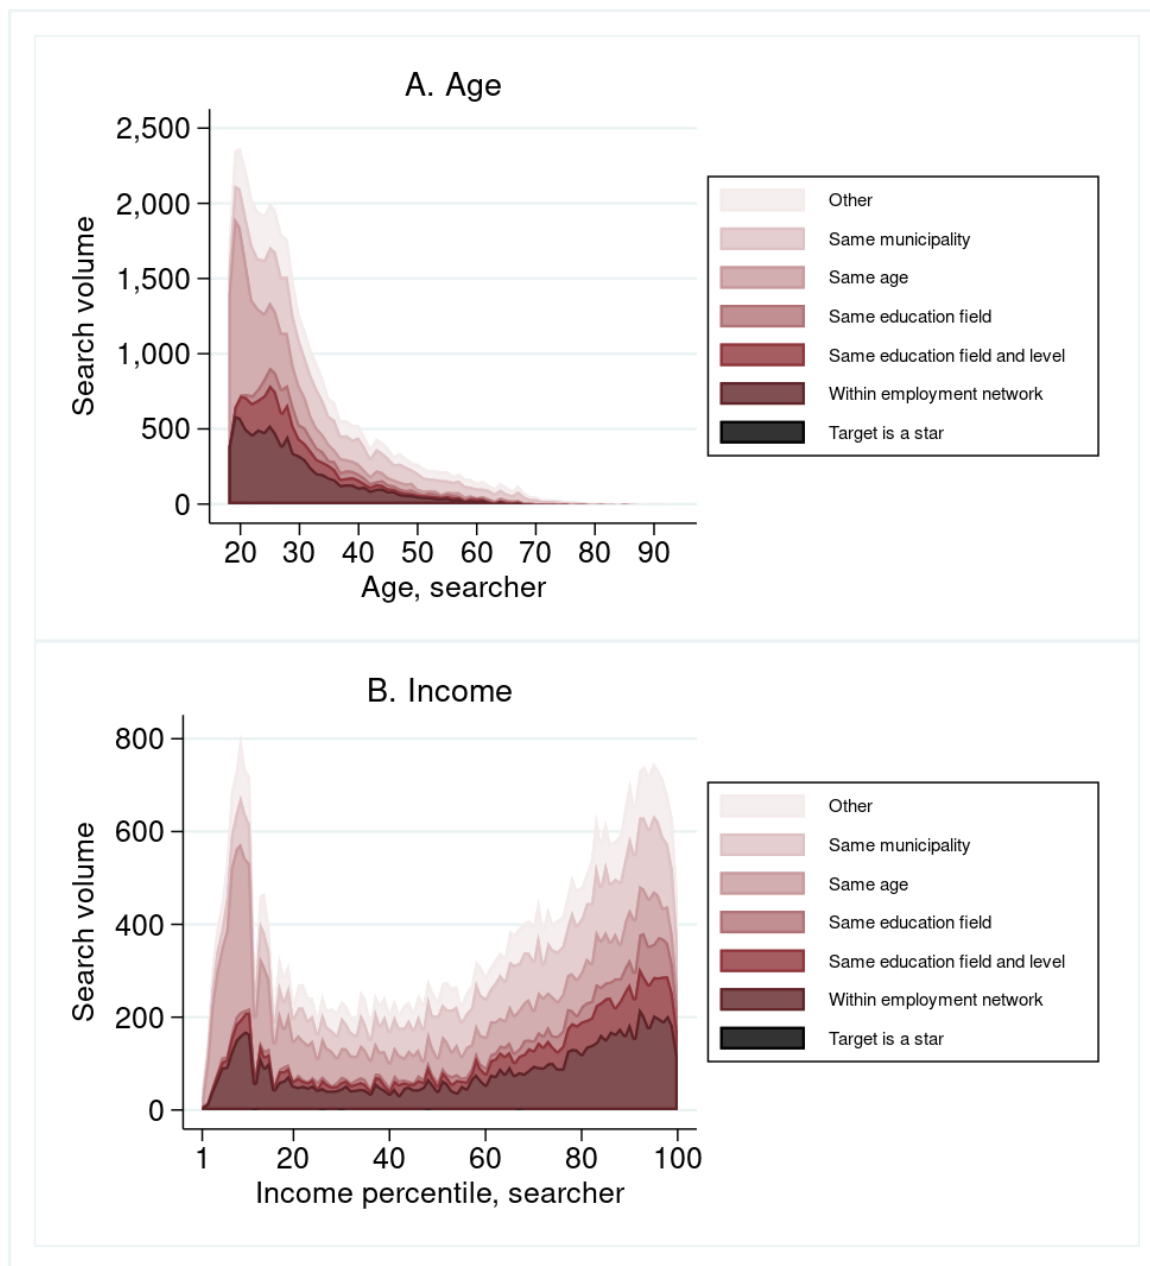 A. Age
2,500
2,000
1,500
1,000
500
0
Search volume
20 30 40 50 60 70 80 90
Age, searcher
Other
Same municipality
Same age
Same education field
Same education field and level
Within employment network
Target is a star
B. Income
800
600
400
200
0
Search volume
1 20 40 60 80 100
Income percentile, searcher
Other
Same municipality
Same age
Same education field
Same education field and level
Within employment network
Target is a star